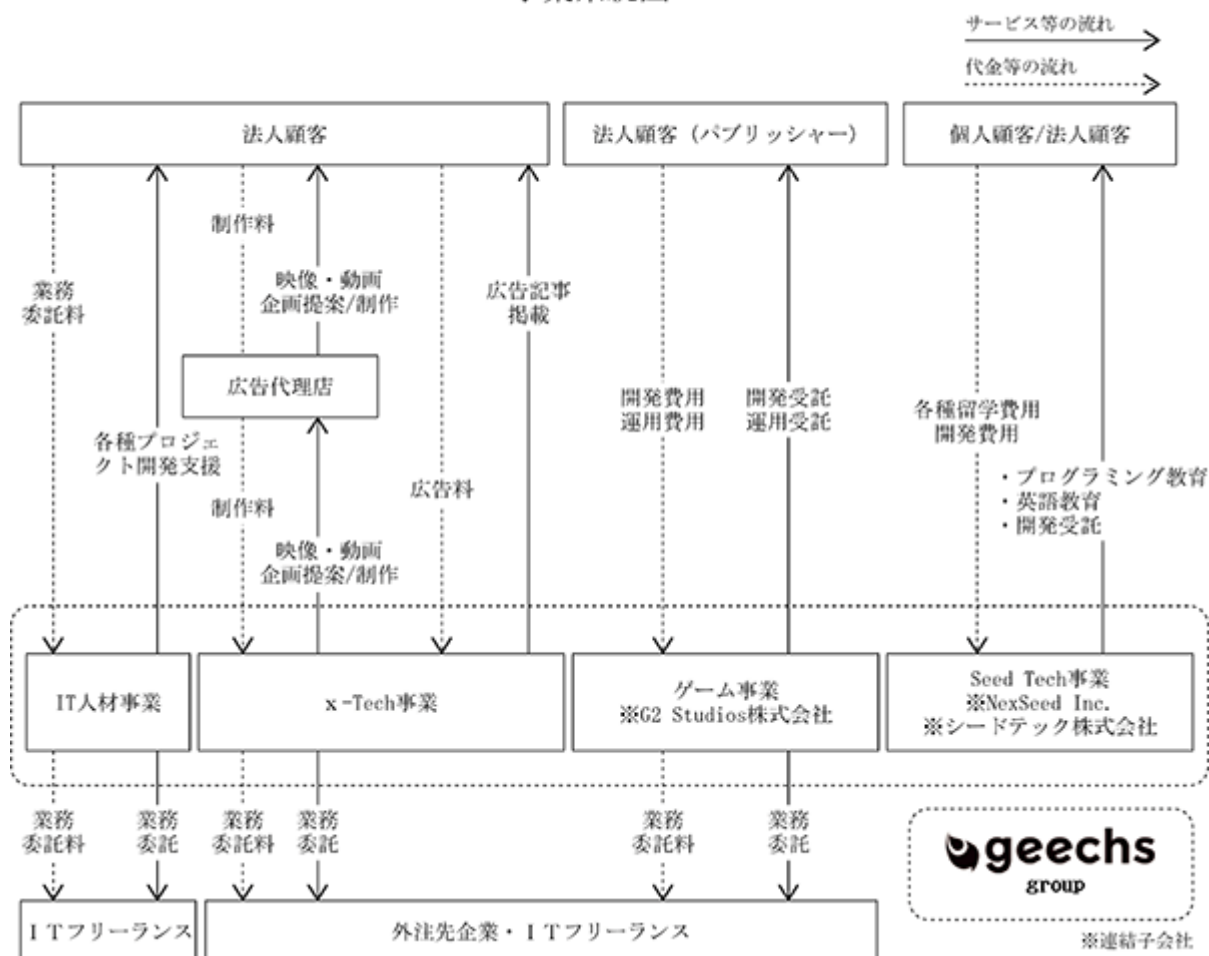 サービス等の流れ
代金等の流れ
法人顧客
法人顧客（パブリッシャー）
個人顧客/法人顧客
制作料
業務
委託料
映像・動画
企画提案/制作
広告記事
掲載
広告代理店
開発費用
運用費用
開発受託
運用受託
各種留学費用
開発費用
各種プロジェ
クト開発支援
・プログラミング教育
・英語教育
・開発受託
制作料
広告料
映像・動画
企画提案/制作
IT人材事業
x-Tech事業
ゲーム事業
※G2 Studios株式会社
Seed Tech事業
※NexSeed Inc.
※シードテック株式会社
業務
委託料
業務
委託
業務
委託料
業務
委託
業務
委託料
業務
委託
geechs
group
ＩＴフリーランス
外注先企業・ＩＴフリーランス
※連結子会社